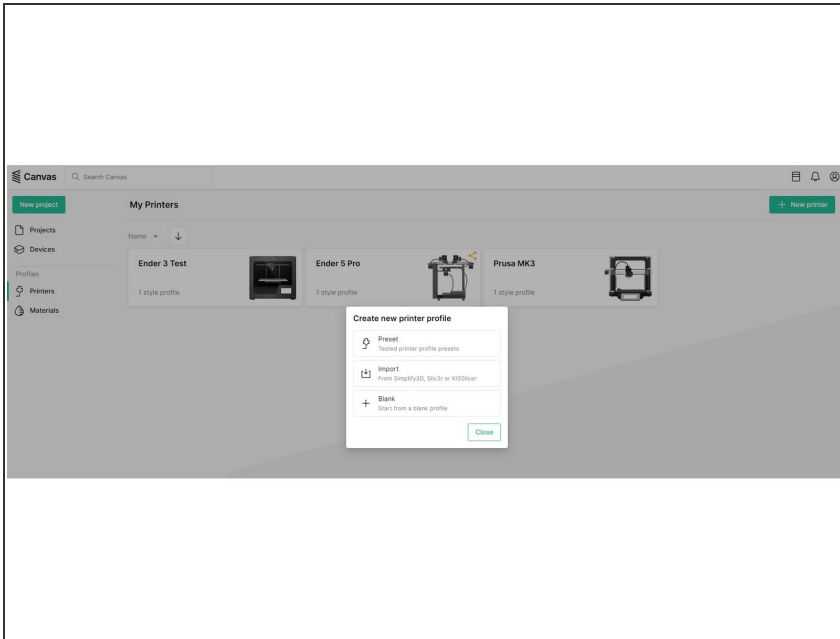 Canvas
Search Canvas
New project
My Printers
+ New printer
Projects
Devices
Name
Profiles
Printers
Materials
Ender 3 Test
1 style profile
Ender 5 Pro
1 style profile
Prusa MK3
1 style profile
Create new printer profile
Preset
Tested printer profile presets
Import
From Simplify3D, Slic3r or KISSlicer
Blank
Start from a blank profile
Close